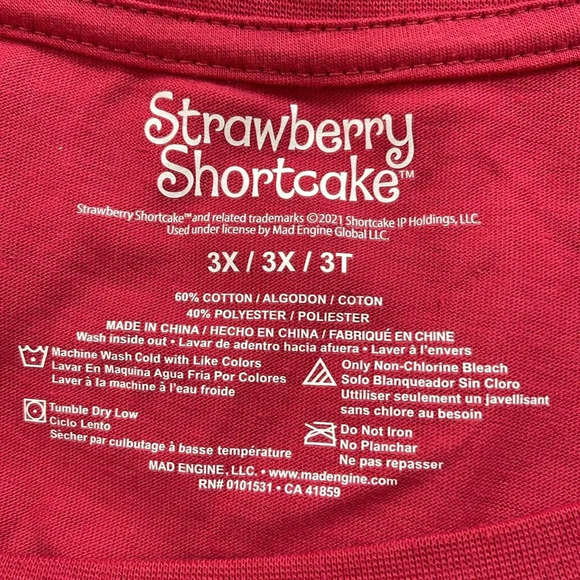 Strawberry
Shortcake™
Strawberry Shortcake™ and related trademarks ©2021 Shortcake IP Holdings, LLC.
Used under license by Mad Engine Global LLC.
3X / 3X / 3T
60% COTTON / ALGODON / COTON
40% POLYESTER / POLIESTER
MADE IN CHINA / HECHO EN CHINA / FABRIQUÉ EN CHINE
Wash inside out • Lavar de adentro hacia afuera • Laver à l'envers
Machine Wash Cold with Like Colors
Lavar En Maquina Agua Fria Por Colores
Laver à la machine à l'eau froide
Only Non-Chlorine Bleach
Solo Blanqueador Sin Cloro
Utiliser seulement un javellisant
sans chlore au besoin
Tumble Dry Low
Ciclo Lento
Sècher par culbutage à basse température
Do Not Iron
No Planchar
Ne pas repasser
MAD ENGINE, LLC. • www.madengine.com
RN# 0101531 • CA 41859